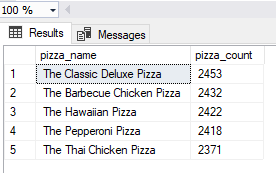 100 %
Results Messages
pizza_name pizza_count
1 The Classic Deluxe Pizza 2453
2 The Barbecue Chicken Pizza 2432
3 The Hawaiian Pizza 2422
4 The Pepperoni Pizza 2418
5 The Thai Chicken Pizza 2371